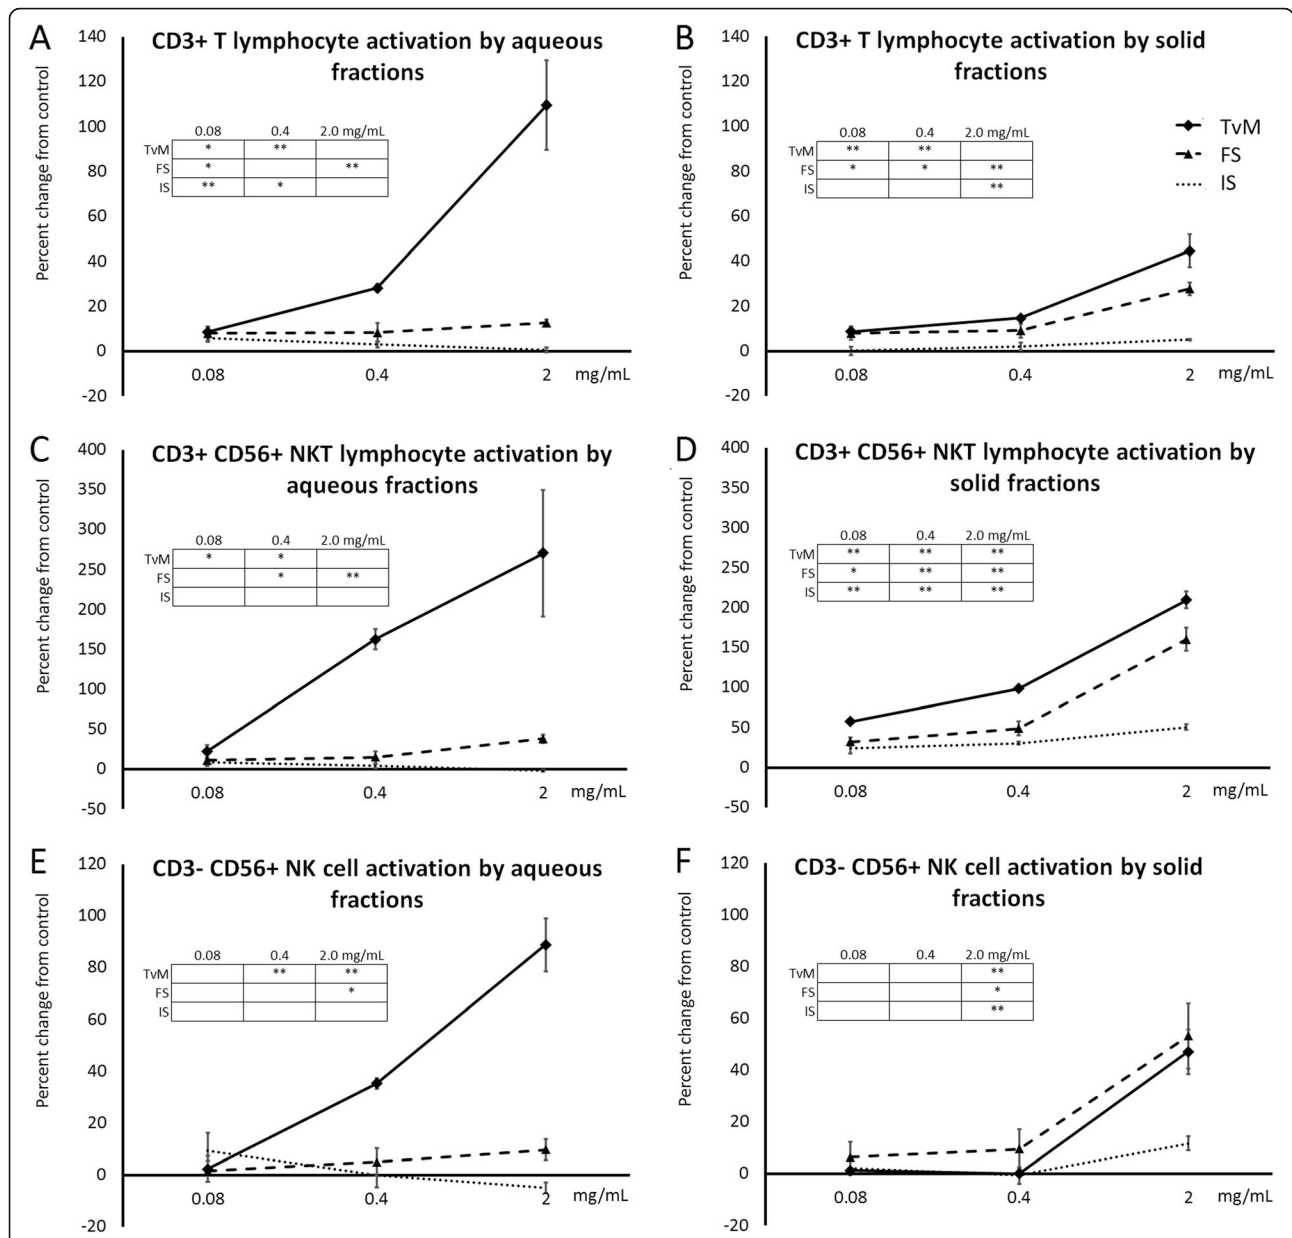 A
CD3+ T lymphocyte activation by aqueous
fractions
Percent change from control
140
120
100
80
60
40
20
0
-20
0.08 0.4 2.0 mg/mL
TvM * **
FS * **
IS ** *
0.08 0.4 2 mg/mL
B
CD3+ T lymphocyte activation by solid
fractions
Percent change from control
140
120
100
80
60
40
20
0
-20
0.08 0.4 2.0 mg/mL
TvM ** **
FS * * **
IS **
TvM
FS
IS
0.08 0.4 2 mg/mL
C
CD3+ CD56+ NKT lymphocyte activation by
aqueous fractions
Percent change from control
400
350
300
250
200
150
100
50
0
-50
0.08 0.4 2.0 mg/mL
TvM * *
FS * **
IS
0.08 0.4 2 mg/mL
D
CD3+ CD56+ NKT lymphocyte activation by
solid fractions
Percent change from control
400
350
300
250
200
150
100
50
0
-50
0.08 0.4 2.0 mg/mL
TvM ** ** **
FS * ** **
IS ** ** **
0.08 0.4 2 mg/mL
E
CD3- CD56+ NK cell activation by aqueous
fractions
Percent change from control
120
100
80
60
40
20
0
-20
0.08 0.4 2.0 mg/mL
TvM ** **
FS *
IS
0.08 0.4 2 mg/mL
F
CD3- CD56+ NK cell activation by solid
fractions
Percent change from control
120
100
80
60
40
20
0
-20
0.08 0.4 2.0 mg/mL
TvM **
FS *
IS **
0.08 0.4 2 mg/mL